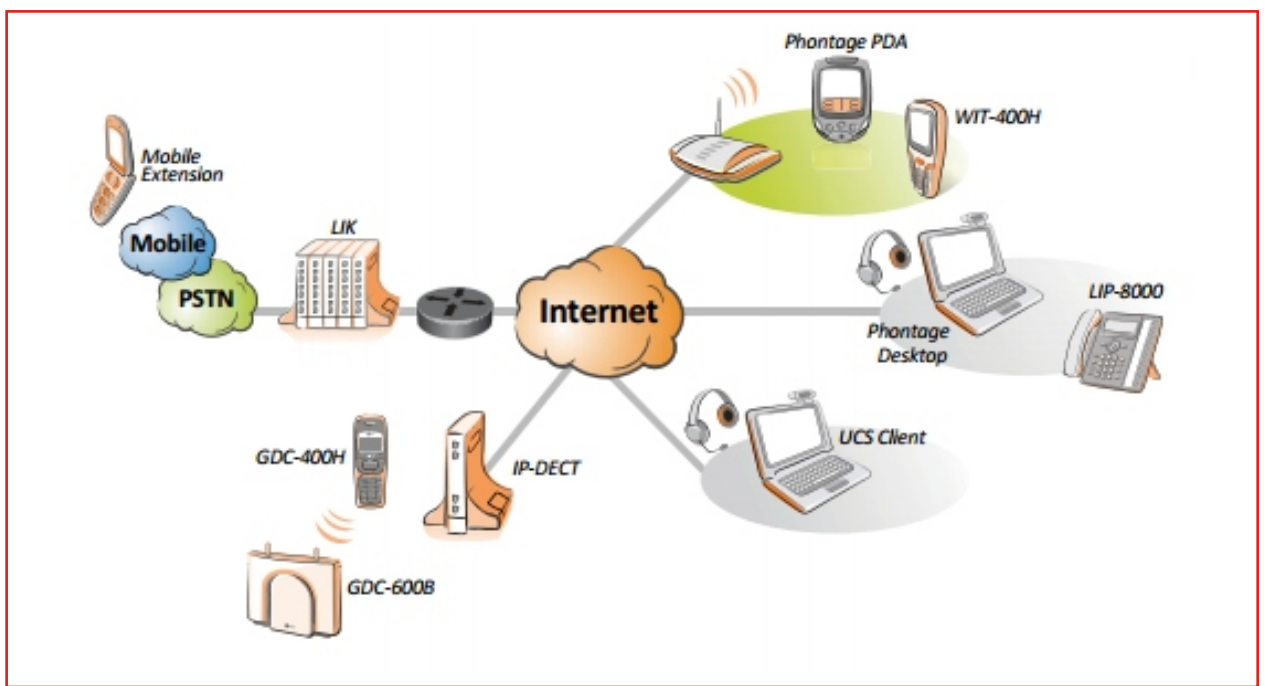 Phontage PDA
WIT-400H
Mobile
Extension
Mobile
PSTN
LIK
Internet
LIP-8000
Phontage
Desktop
UCS Client
GDC-400H
IP-DECT
GDC-600B